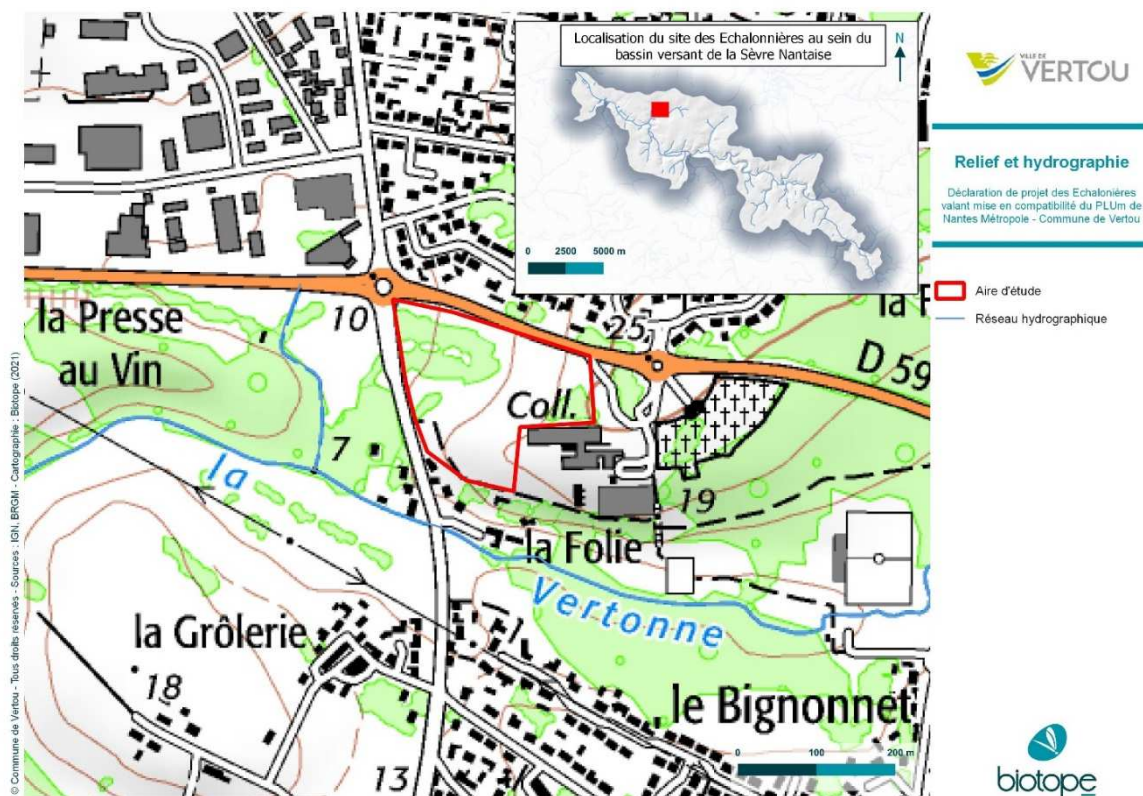 Localisation du site des Echalonnières au sein du
bassin versant de la Sèvre Nantaise
N
0 2500 5000 m
VILLE DE
VERTOU
Relief et hydrographie
Déclaration de projet des Echalonières
valant mise en compatibilité du PLUm de
Nantes Métropole - Commune de Vertou
Aire d'étude
Réseau hydrographique
la Presse
au Vin
10
25
la F
D 59
Coll.
7
19
la
la Folie
Vertonne
la Grôlerie
18
le Bignonnet
13
0 100 200 m
© Commune de Vertou - Tous droits réservés - Sources : IGN, BRGM - Cartographie : Biotope (2021)
biotope